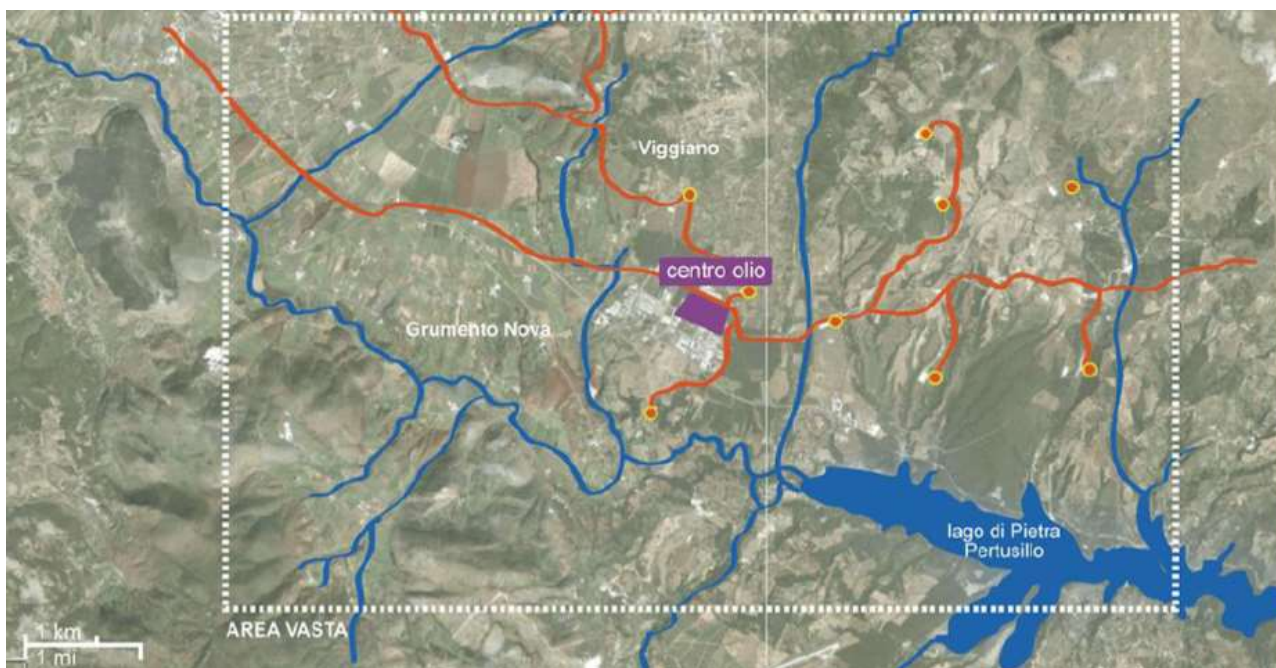 Viggiano
centro olio
Grumento Nova
lago di Pietra
Pertusillo
AREA VASTA
1 km
1 mi